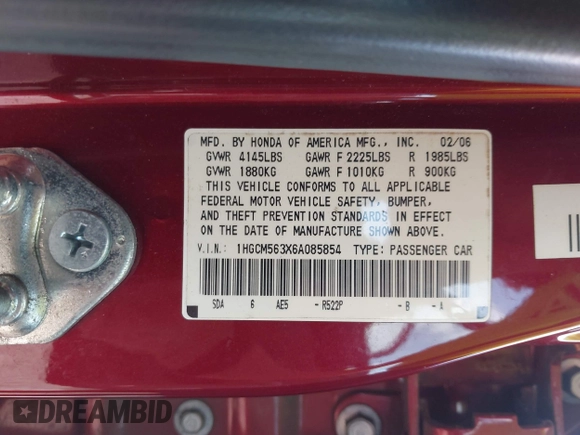 MFD. BY HONDA OF AMERICA MFG., INC. 02/06
GVWR 4145LBS GAWR F 2225LBS R 1985LBS
GVWR 1880KG GAWR F 1010KG R 900KG
THIS VEHICLE CONFORMS TO ALL APPLICABLE
FEDERAL MOTOR VEHICLE SAFETY, BUMPER,
AND THEFT PREVENTION STANDARDS IN EFFECT
ON THE DATE OF MANUFACTURE SHOWN ABOVE.
V.I.N. 1HGCM563X6A085854 TYPE: PASSENGER CAR
SDA 6 AE5 - R522P - B - A
DREAMBID